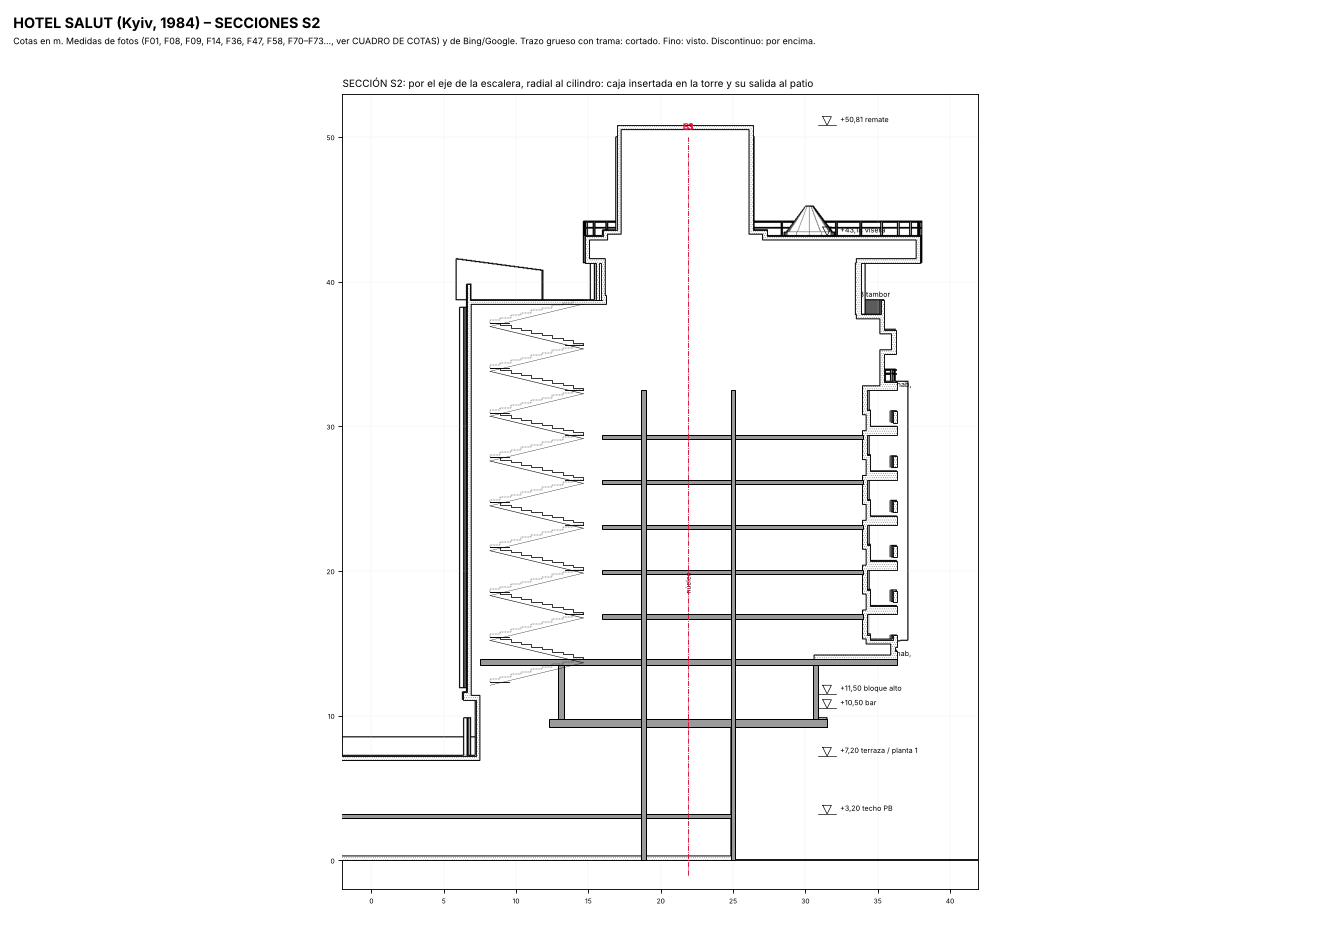 HOTEL SALUT (Kyiv, 1984) – SECCIONES S2
Cotas en m. Medidas de fotos (F01, F08, F09, F14, F36, F47, F58, F70–F73..., ver CUADRO DE COTAS) y de Bing/Google. Trazo grueso con trama: cortado. Fino: visto. Discontinuo: por encima.
SECCIÓN S2: por el eje de la escalera, radial al cilindro: caja insertada en la torre y su salida al patio
+50,81 remate
50
tambor
40
hab,
30
núcleo
20
hab,
+11,50 bloque alto
+10,50 bar
10
+7,20 terraza / planta 1
+3,20 techo PB
0
0 5 10 15 20 25 30 35 40